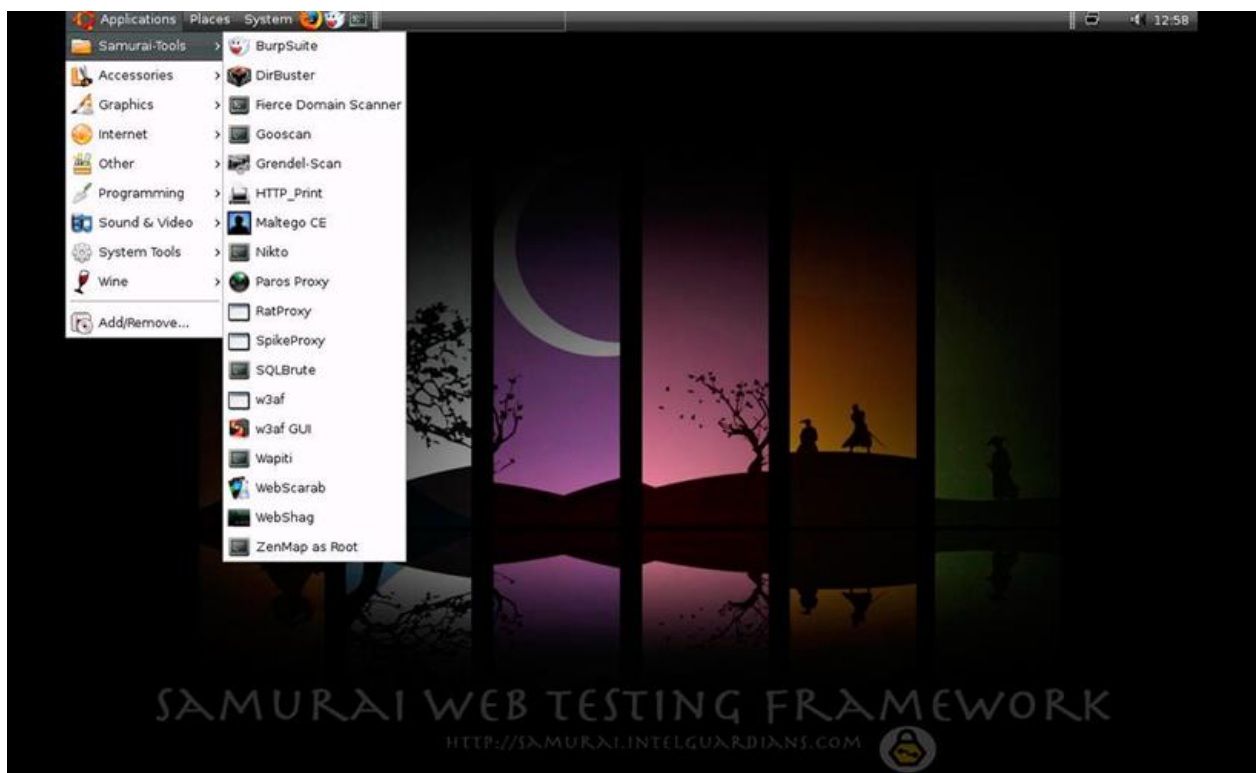 Applications Places System 12:58
Samurai-Tools
Accessories
Graphics
Internet
Other
Programming
Sound & Video
System Tools
Wine
Add/Remove...
BurpSuite
DirBuster
Fierce Domain Scanner
Gooscan
Grendel-Scan
HTTP_Print
Maltego CE
Nikto
Paros Proxy
RatProxy
SpikeProxy
SQLBrute
w3af
w3af GUI
Wapiti
WebScarab
WebShag
ZenMap as Root
SAMURAI WEB TESTING FRAMEWORK
HTTP://SAMURAI.INTELGUARDIANS.COM